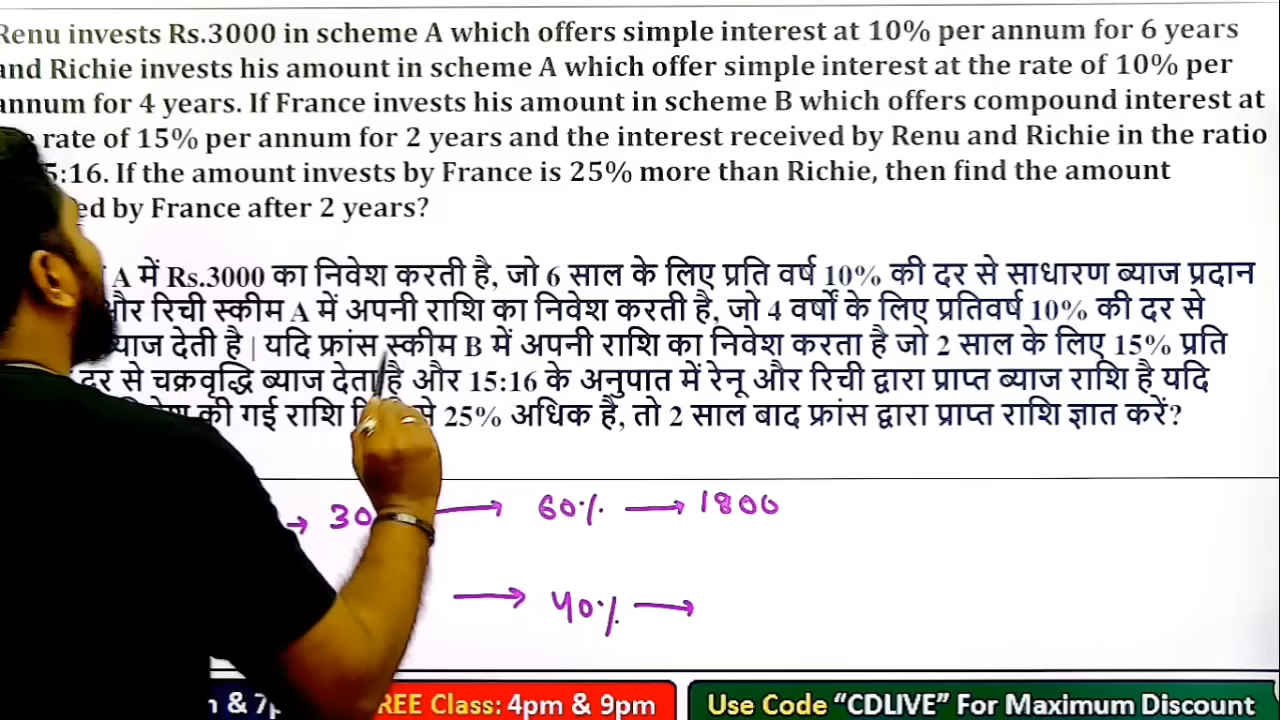 Renu invests Rs.3000 in scheme A which offers simple interest at 10% per annum for 6 years
and Richie invests his amount in scheme A which offer simple interest at the rate of 10% per
annum for 4 years. If France invests his amount in scheme B which offers compound interest at
rate of 15% per annum for 2 years and the interest received by Renu and Richie in the ratio
5:16. If the amount invests by France is 25% more than Richie, then find the amount
ed by France after 2 years?
A में Rs.3000 का निवेश करती है, जो 6 साल के लिए प्रति वर्ष 10% की दर से साधारण ब्याज प्रदान
और रिची स्कीम A में अपनी राशि का निवेश करती है, जो 4 वर्षों के लिए प्रतिवर्ष 10% की दर से
ब्याज देती है | यदि फ्रांस स्कीम B में अपनी राशि का निवेश करता है जो 2 साल के लिए 15% प्रति
दर से चक्रवृद्धि ब्याज देता है और 15:16 के अनुपात में रेनू और रिची द्वारा प्राप्त ब्याज राशि है यदि
की गई राशि से 25% अधिक है, तो 2 साल बाद फ्रांस द्वारा प्राप्त राशि ज्ञात करें?
→ 30 → 60% → 1800
→ 40% →
& 7p
REE Class: 4pm & 9pm
Use Code “CDLIVE” For Maximum Discount